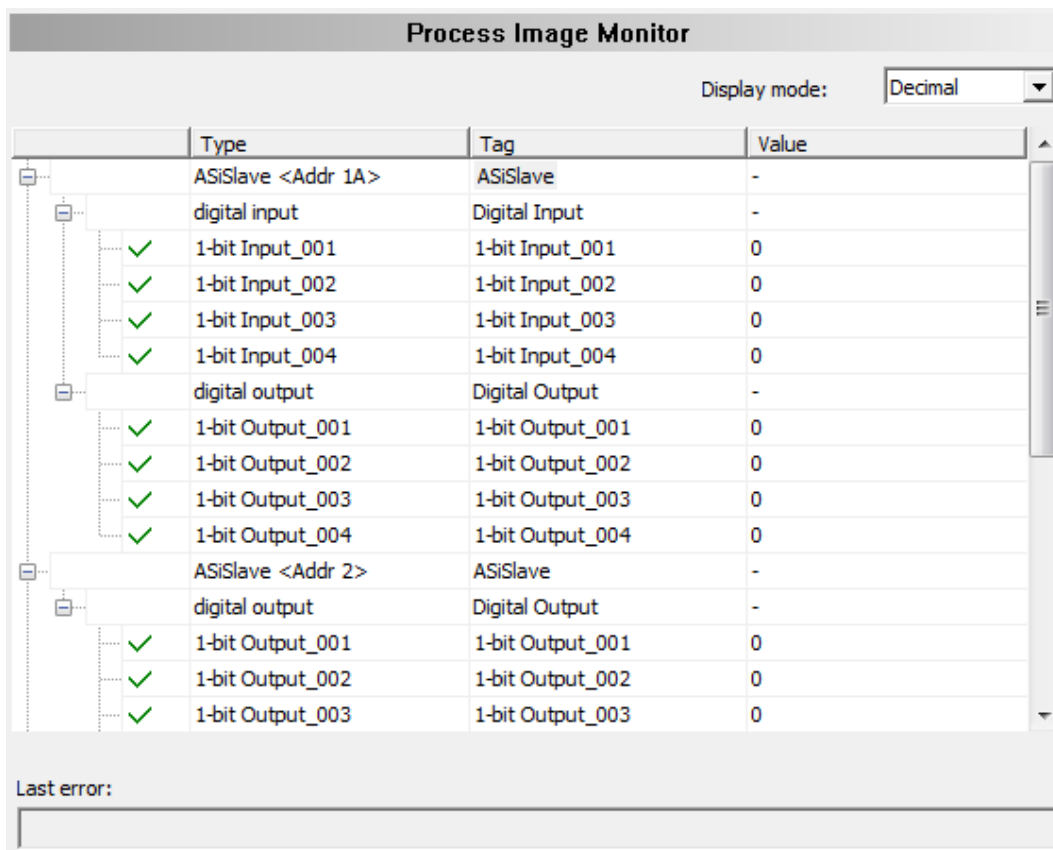 Process Image Monitor
Display mode: Decimal
Type Tag Value
ASiSlave <Addr 1A> ASiSlave -
digital input Digital Input -
1-bit Input_001 1-bit Input_001 0
1-bit Input_002 1-bit Input_002 0
1-bit Input_003 1-bit Input_003 0
1-bit Input_004 1-bit Input_004 0
digital output Digital Output -
1-bit Output_001 1-bit Output_001 0
1-bit Output_002 1-bit Output_002 0
1-bit Output_003 1-bit Output_003 0
1-bit Output_004 1-bit Output_004 0
ASiSlave <Addr 2> ASiSlave -
digital output Digital Output -
1-bit Output_001 1-bit Output_001 0
1-bit Output_002 1-bit Output_002 0
1-bit Output_003 1-bit Output_003 0
Last error: